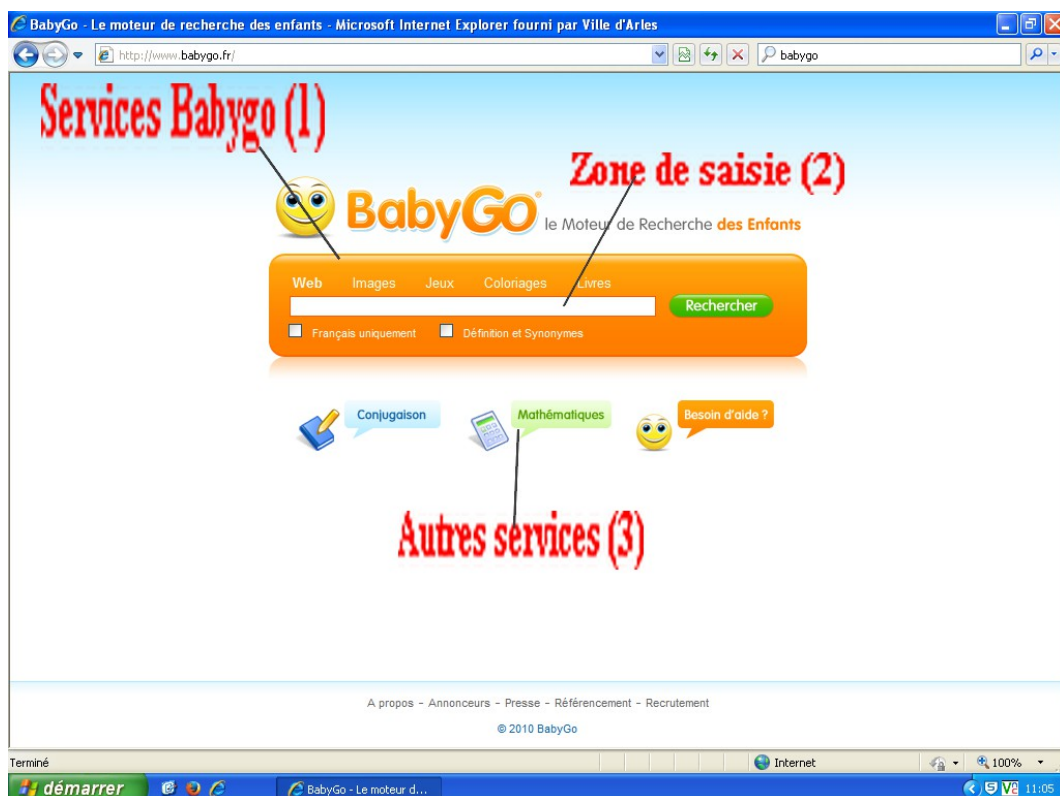 BabyGo - Le moteur de recherche des enfants - Microsoft Internet Explorer fourni par Ville d'Arles
http://www.babygo.fr/ babygo
Services Babygo (1)
Zone de saisie (2)
BabyGO le Moteur de Recherche des Enfants
Web Images Jeux Coloriages Livres
Rechercher
Français uniquement Définition et Synonymes
Conjugaison Mathématiques Besoin d'aide ?
Autres services (3)
A propos - Annonceurs - Presse - Référencement - Recrutement
© 2010 BabyGo
Terminé Internet 100%
démarrer BabyGo - Le moteur d... 11:05